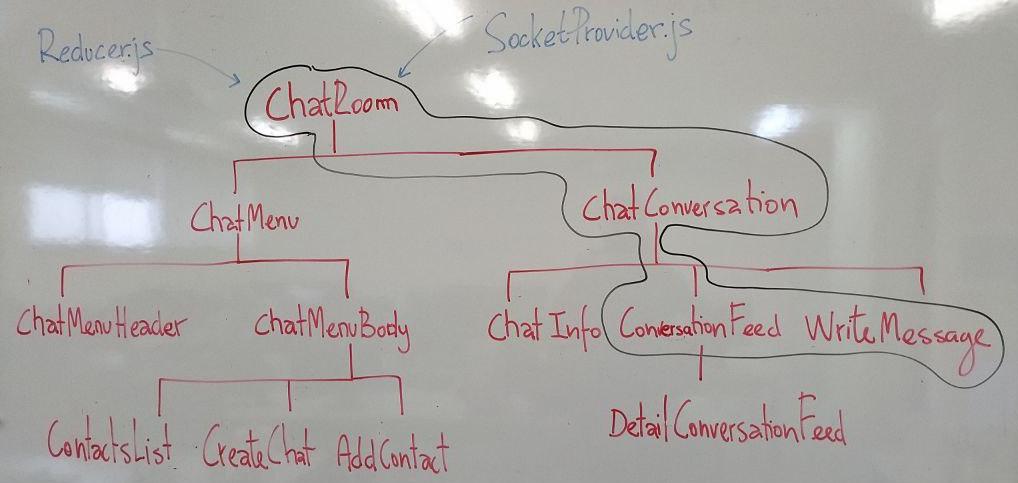 Reducer.js
SocketProvider.js
ChatRoom
ChatMenu
ChatConversation
ChatMenuHeader
ChatMenuBody
Chat Info
ConversationFeed
WriteMessage
ContactsList
CreateChat
AddContact
DetailConversationFeed